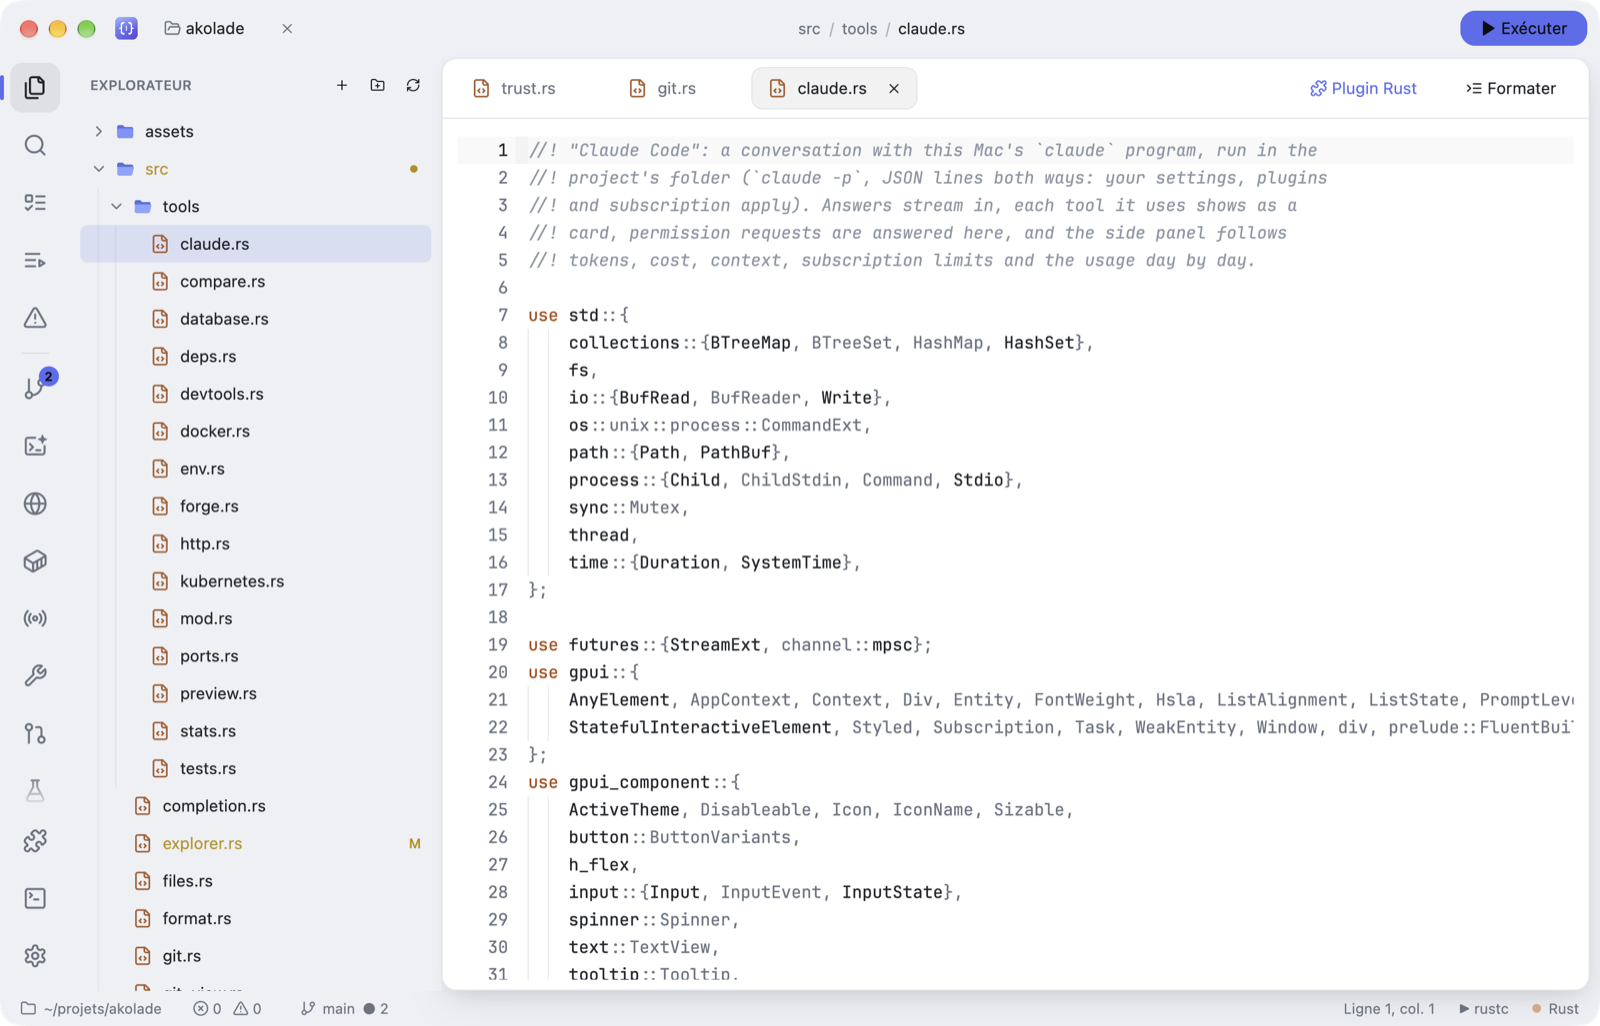 akolade
src / tools / claude.rs
Exécuter
EXPLORATEUR
assets
src
tools
claude.rs
compare.rs
database.rs
deps.rs
devtools.rs
docker.rs
env.rs
forge.rs
http.rs
kubernetes.rs
mod.rs
ports.rs
preview.rs
stats.rs
tests.rs
completion.rs
explorer.rs M
files.rs
format.rs
git.rs
2
trust.rs
git.rs
claude.rs
Plugin Rust
Formater
1 //! "Claude Code": a conversation with this Mac's `claude` program, run in the
2 //! project's folder (`claude -p`, JSON lines both ways: your settings, plugins
3 //! and subscription apply). Answers stream in, each tool it uses shows as a
4 //! card, permission requests are answered here, and the side panel follows
5 //! tokens, cost, context, subscription limits and the usage day by day.
6
7 use std::{
8 collections::{BTreeMap, BTreeSet, HashMap, HashSet},
9 fs,
10 io::{BufRead, BufReader, Write},
11 os::unix::process::CommandExt,
12 path::{Path, PathBuf},
13 process::{Child, ChildStdin, Command, Stdio},
14 sync::Mutex,
15 thread,
16 time::{Duration, SystemTime},
17 };
18
19 use futures::{StreamExt, channel::mpsc};
20 use gpui::{
21 AnyElement, AppContext, Context, Div, Entity, FontWeight, Hsla, ListAlignment, ListState, PromptLeve
22 StatefulInteractiveElement, Styled, Subscription, Task, WeakEntity, Window, div, prelude::FluentBui
23 };
24 use gpui_component::{
25 ActiveTheme, Disableable, Icon, IconName, Sizable,
26 button::ButtonVariants,
27 h_flex,
28 input::{Input, InputEvent, InputState},
29 spinner::Spinner,
30 text::TextView,
31 tooltip::Tooltip,
~/projets/akolade
0 0
main 2
Ligne 1, col. 1
rustc
Rust